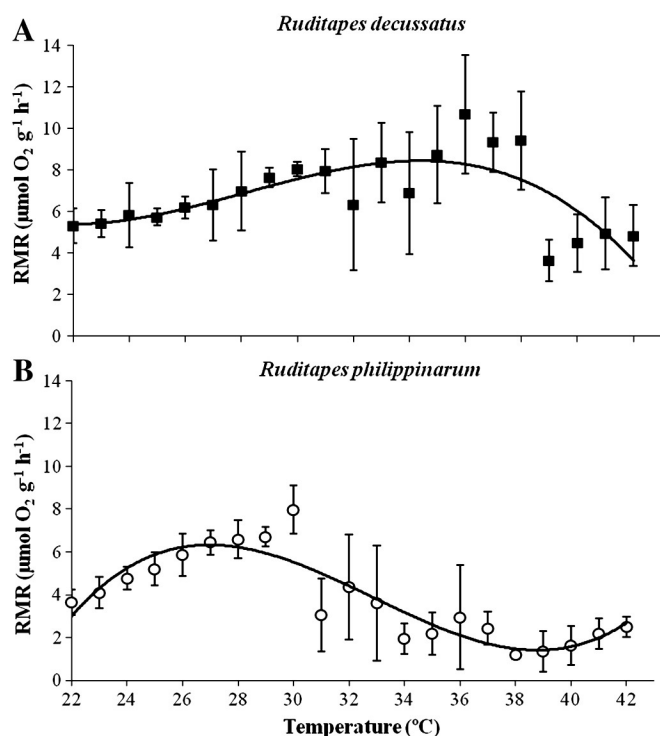 A
Ruditapes decussatus
14
12
10
8
6
4
2
0
RMR (µmol O₂ g⁻¹ h⁻¹)
B
Ruditapes philippinarum
14
12
10
8
6
4
2
0
RMR (µmol O₂ g⁻¹ h⁻¹)
22 24 26 28 30 32 34 36 38 40 42
Temperature (ºC)